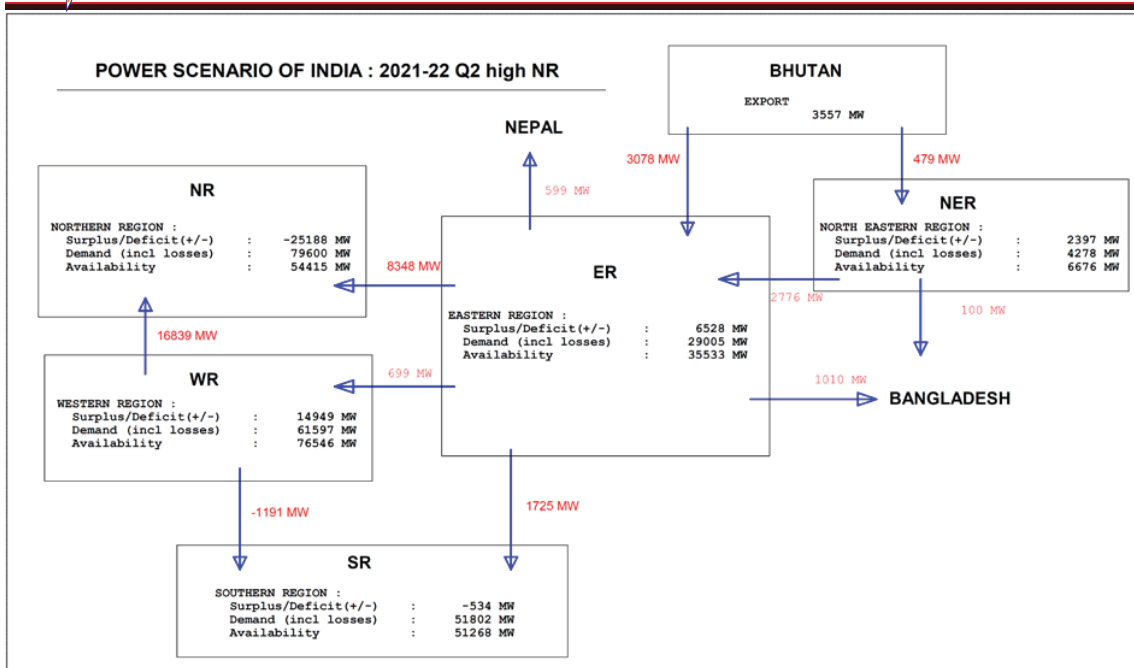 POWER SCENARIO OF INDIA : 2021-22 Q2 high NR
BHUTAN
EXPORT
3557 MW
NEPAL
3078 MW
479 MW
599 MW
NR
NORTHERN REGION :
Surplus/Deficit(+/-) : -25188 MW
Demand (incl losses) : 79600 MW
Availability : 54415 MW
NER
NORTH EASTERN REGION :
Surplus/Deficit(+/-) : 2397 MW
Demand (incl losses) : 4278 MW
Availability : 6676 MW
8348 MW
ER
EASTERN REGION :
Surplus/Deficit(+/-) : 6528 MW
Demand (incl losses) : 29005 MW
Availability : 35533 MW
2776 MW
100 MW
16839 MW
699 MW
1010 MW
BANGLADESH
WR
WESTERN REGION :
Surplus/Deficit(+/-) : 14949 MW
Demand (incl losses) : 61597 MW
Availability : 76546 MW
-1191 MW
1725 MW
SR
SOUTHERN REGION :
Surplus/Deficit(+/-) : -534 MW
Demand (incl losses) : 51802 MW
Availability : 51268 MW